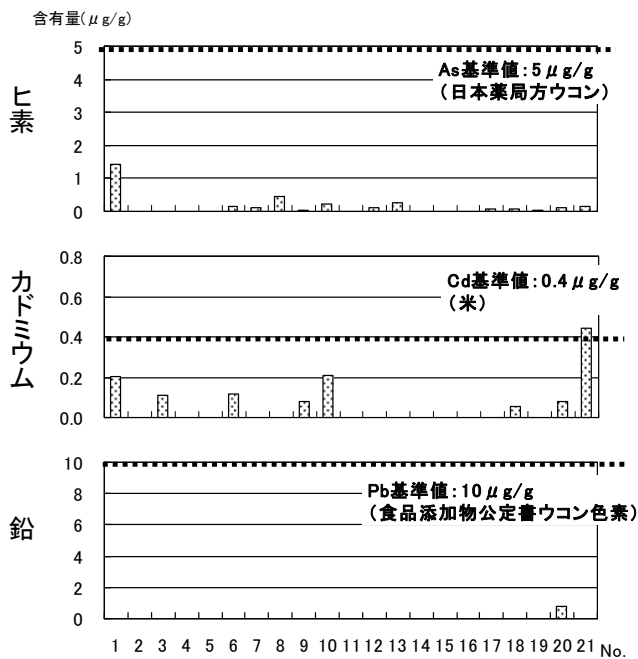 含有量(μg/g)
ヒ素
5
4
3
2
1
0
As基準値:5μg/g
(日本薬局方ウコン)
カドミウム
0.8
0.6
0.4
0.2
0.0
Cd基準値:0.4μg/g
(米)
鉛
10
8
6
4
2
0
Pb基準値:10μg/g
(食品添加物公定書ウコン色素)
1 2 3 4 5 6 7 8 9 10 11 12 13 14 15 16 17 18 19 20 21 No.